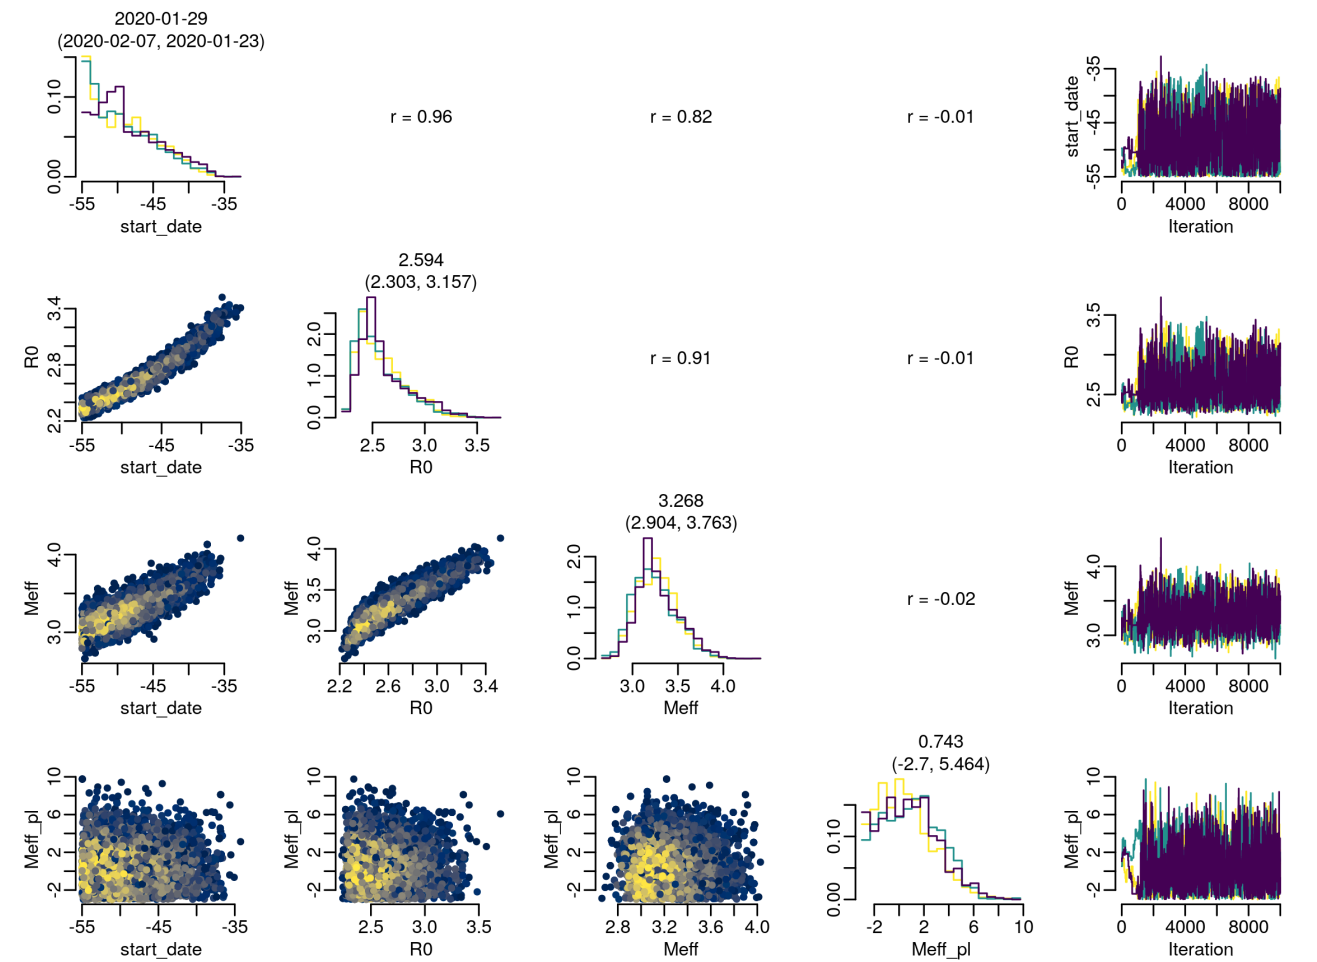 2020-01-29
(2020-02-07, 2020-01-23)
0.00 0.10
-55 -45 -35
start_date
r = 0.96
r = 0.82
r = -0.01
start_date
-55 -45 -35
0 4000 8000
Iteration
R0
2.2 2.8 3.4
-55 -45 -35
start_date
2.594
(2.303, 3.157)
0.0 1.0 2.0
2.5 3.0 3.5
R0
r = 0.91
r = -0.01
R0
2.5 3.5
0 4000 8000
Iteration
Meff
3.0 4.0
-55 -45 -35
start_date
Meff
3.0 3.5 4.0
2.2 2.6 3.0 3.4
R0
3.268
(2.904, 3.763)
0.0 1.0 2.0
3.0 3.5 4.0
Meff
r = -0.02
Meff
3.0 4.0
0 4000 8000
Iteration
Meff_pl
-2 2 6 10
-55 -45 -35
start_date
Meff_pl
-2 2 6 10
2.5 3.0 3.5
R0
Meff_pl
-2 2 6 10
2.8 3.2 3.6 4.0
Meff
0.743
(-2.7, 5.464)
0.00 0.10
-2 2 6 10
Meff_pl
Meff_pl
-2 2 6 10
0 4000 8000
Iteration